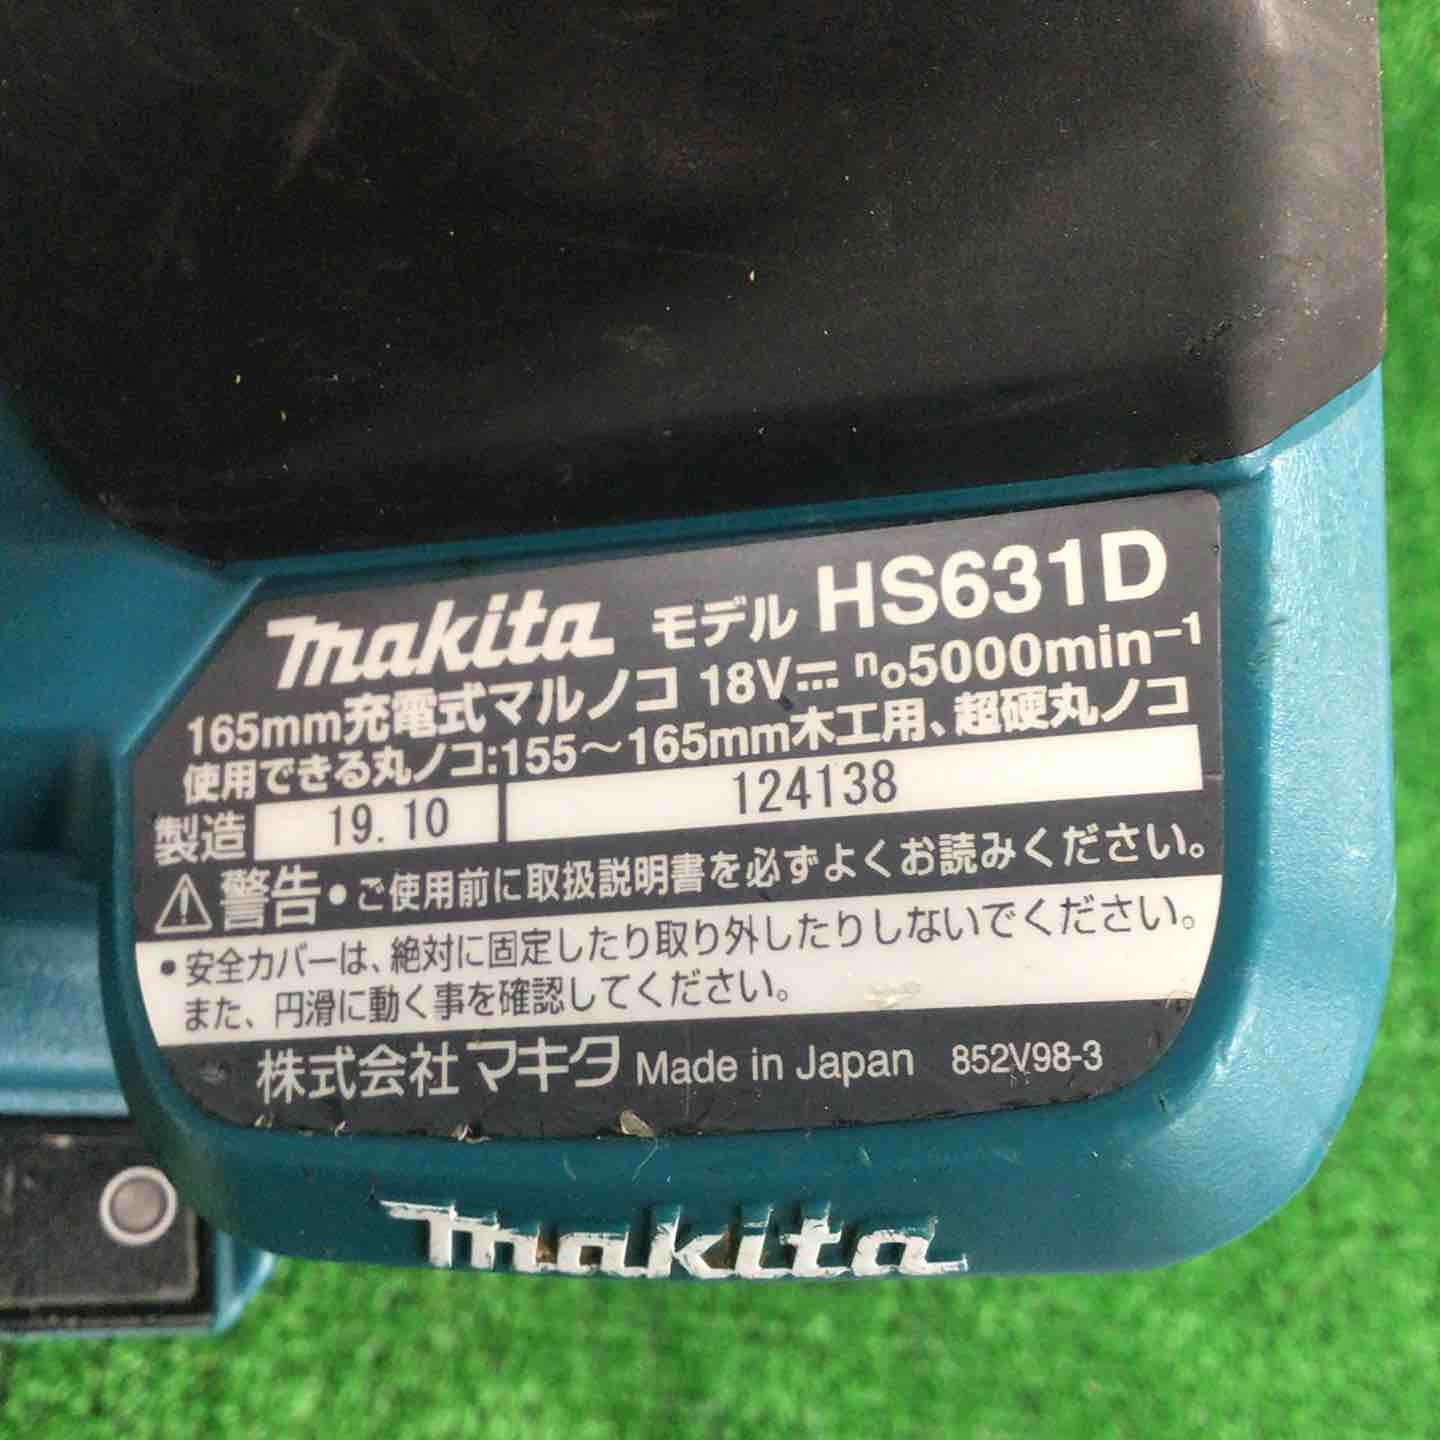 makita モデル HS631D
165mm充電式マルノコ 18V⎓ n₀5000min⁻¹
使用できる丸ノコ:155〜165mm木工用、超硬丸ノコ
製造 19.10 124138
⚠警告・ご使用前に取扱説明書を必ずよくお読みください。
・安全カバーは、絶対に固定したり取り外したりしないでください。
また、円滑に動く事を確認してください。
株式会社マキタ Made in Japan 852V98-3
makita